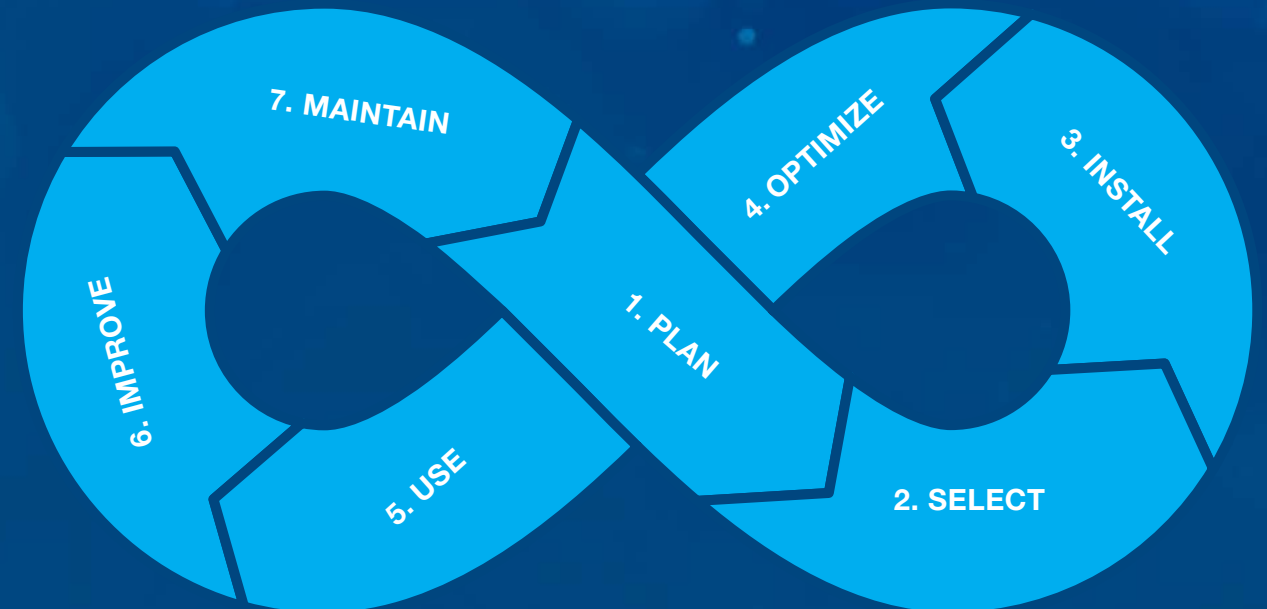 1. PLAN
2. SELECT
3. INSTALL
4. OPTIMIZE
5. USE
6. IMPROVE
7. MAINTAIN